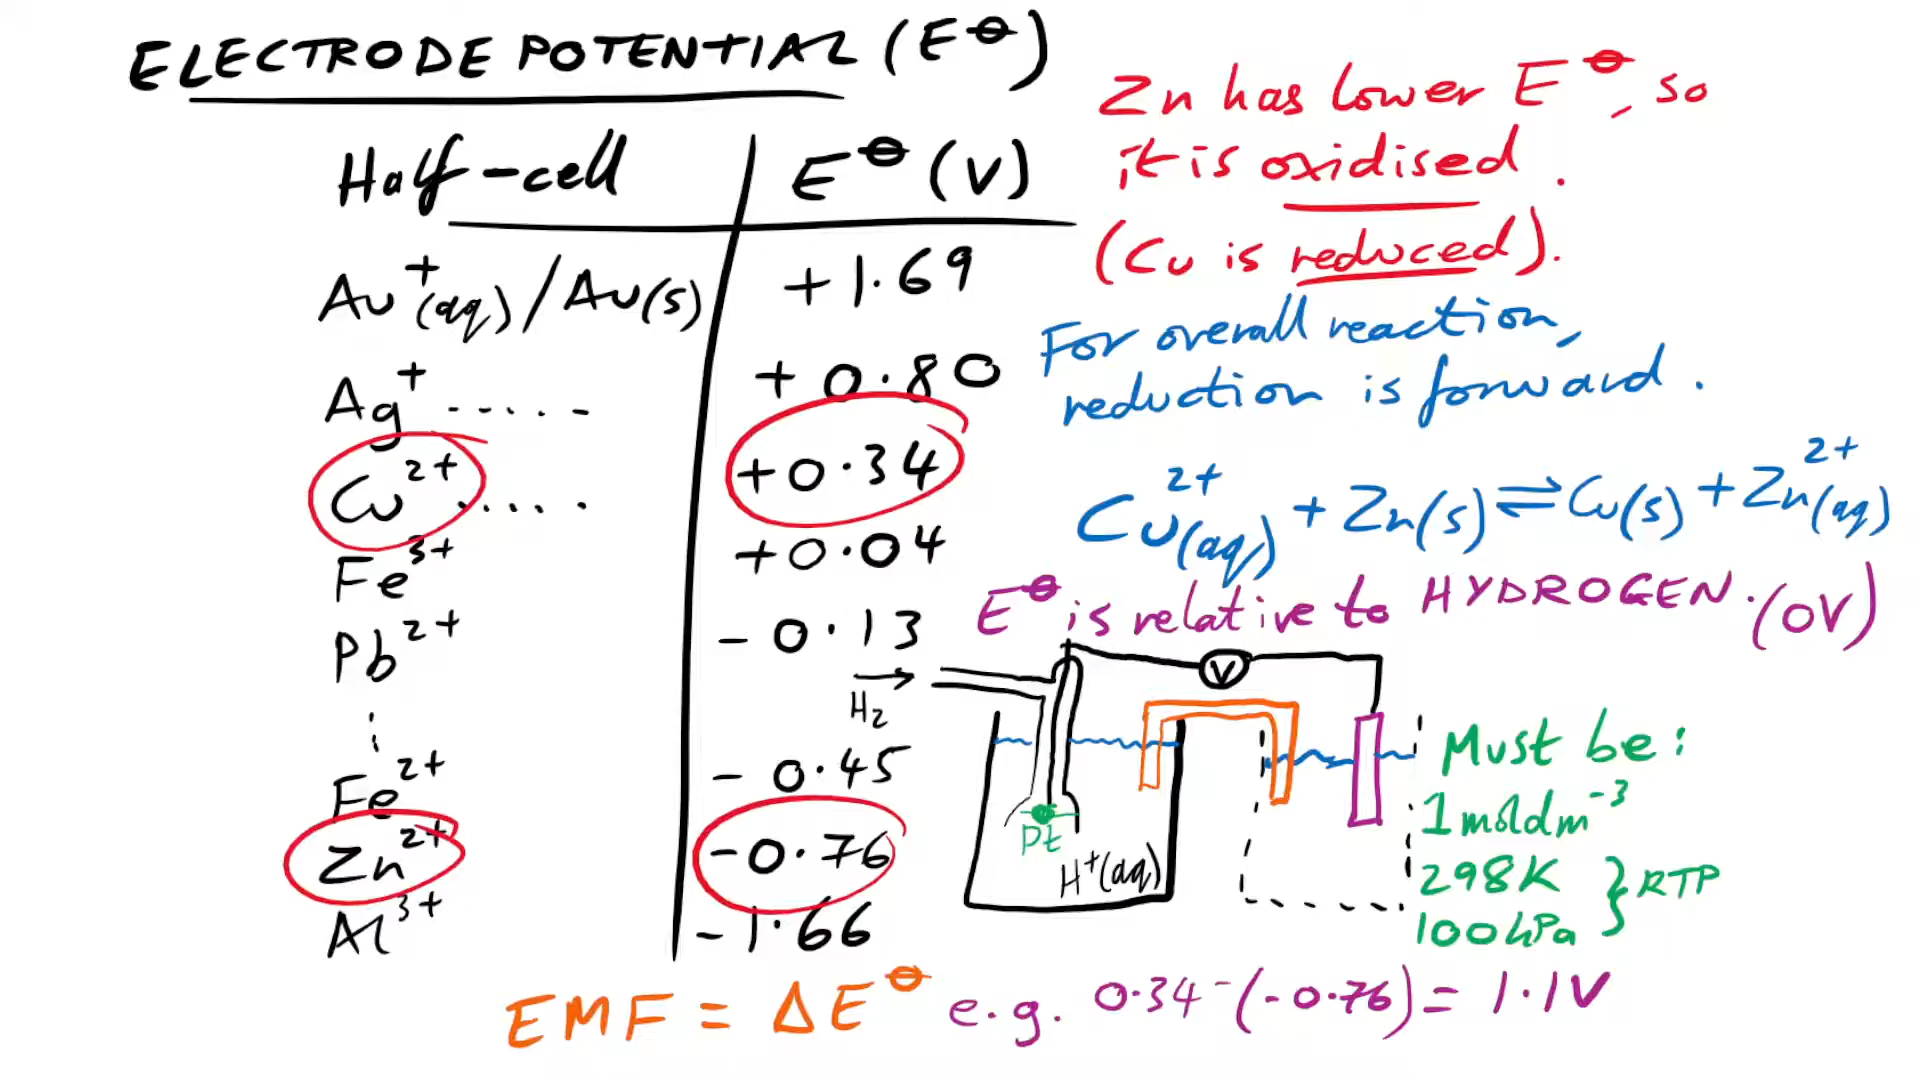 ELECTRODE POTENTIAL (E⦵)
Half-cell E⦵ (V)
Au⁺(aq)/Au(s) +1.69
Ag⁺ ..... +0.80
Cu²⁺ ..... +0.34
Fe³⁺ +0.04
Pb²⁺ -0.13
⋮
Fe²⁺ -0.45
Zn²⁺ -0.76
Al³⁺ -1.66
Zn has lower E⦵, so
it is oxidised.
(Cu is reduced).
For overall reaction,
reduction is forward.
Cu²⁺(aq) + Zn(s) ⇌ Cu(s) + Zn²⁺(aq)
E⦵ is relative to HYDROGEN. (0V)
H₂
V
Pt
H⁺(aq)
Must be:
1 moldm⁻³
298K } RTP
100hPa
EMF = ΔE⦵ e.g. 0.34-(-0.76) = 1.1V